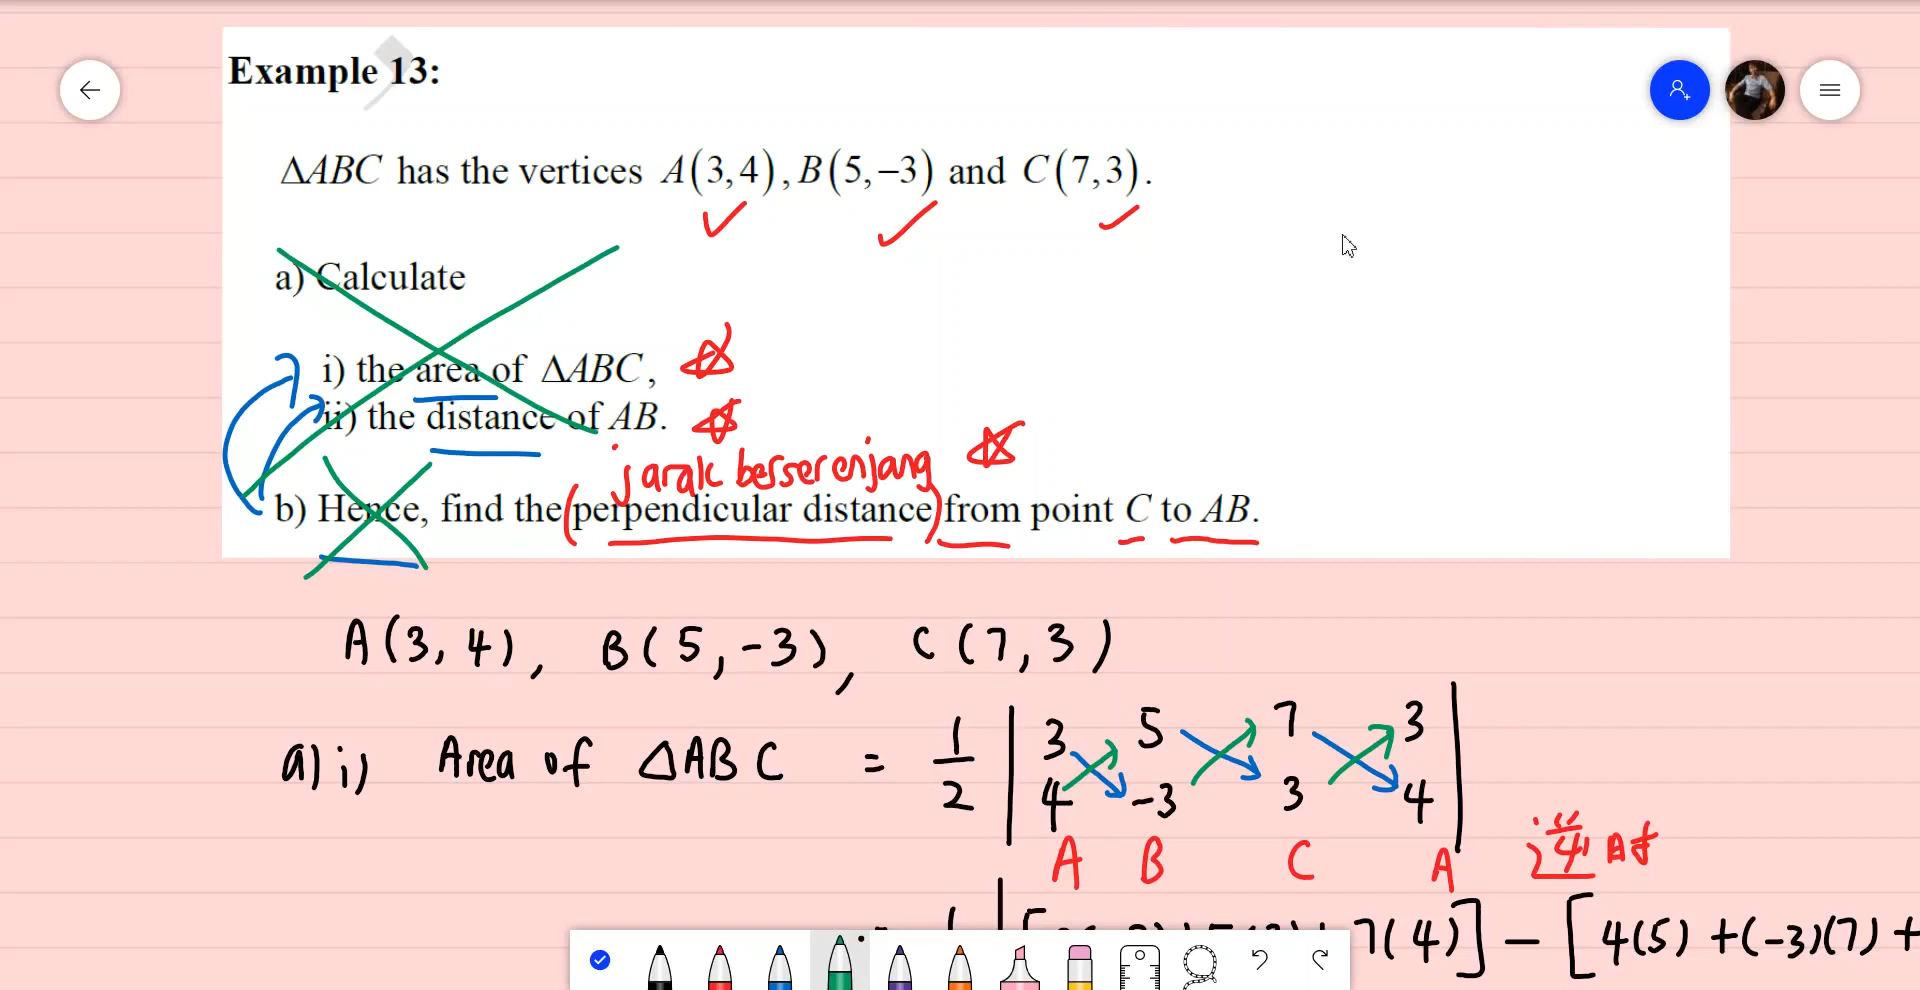 Example 13:
ΔABC has the vertices A(3,4), B(5,−3) and C(7,3).
a) Calculate
i) the area of ΔABC,
ii) the distance of AB.
jarak berserenjang
b) Hence, find the (perpendicular distance) from point C to AB.
A(3,4), B(5,-3), C(7,3)
a)i) Area of ΔABC = 1/2 | 3 5 7 3
4 -3 3 4 |
A B C A
7(4)] − [4(5) +(-3)(7) +